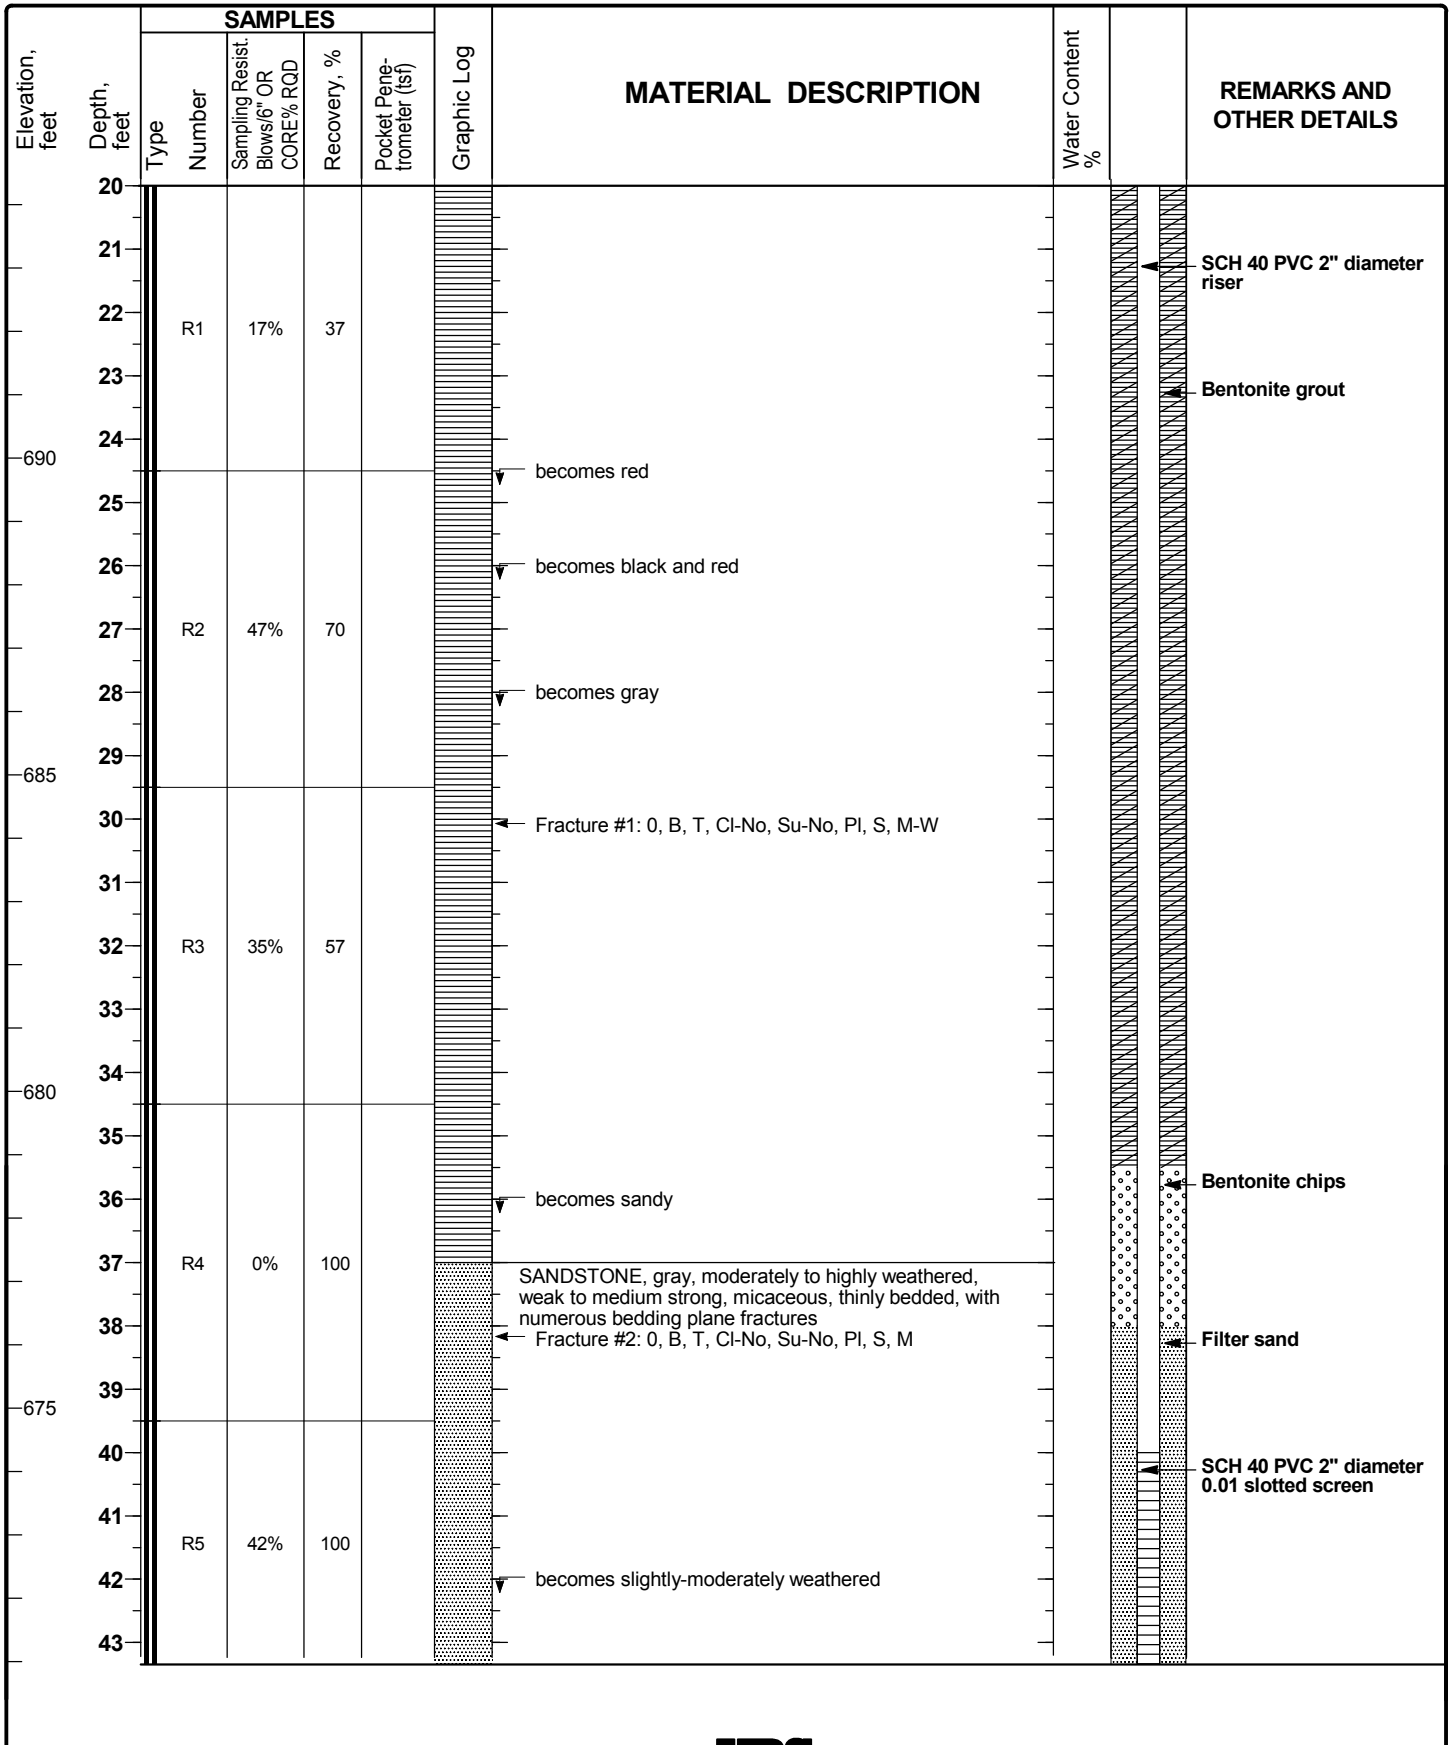 SAMPLES
Elevation,
feet
Depth,
feet
Type
Number
Sampling Resist.
Blows/6" OR
CORE% RQD
Recovery, %
Pocket Pene-
trometer (tsf)
Graphic Log
MATERIAL DESCRIPTION
Water Content
%
REMARKS AND
OTHER DETAILS
20
21
SCH 40 PVC 2" diameter
riser
22
R1 17% 37
23
Bentonite grout
24
690
becomes red
25
26
becomes black and red
27
R2 47% 70
28
becomes gray
29
685
30
Fracture #1: 0, B, T, Cl-No, Su-No, Pl, S, M-W
31
32
R3 35% 57
33
34
680
35
Bentonite chips
36
becomes sandy
37
R4 0% 100
SANDSTONE, gray, moderately to highly weathered,
weak to medium strong, micaceous, thinly bedded, with
numerous bedding plane fractures
38
Fracture #2: 0, B, T, Cl-No, Su-No, Pl, S, M
Filter sand
39
675
40
SCH 40 PVC 2" diameter
0.01 slotted screen
41
R5 42% 100
42
becomes slightly-moderately weathered
43